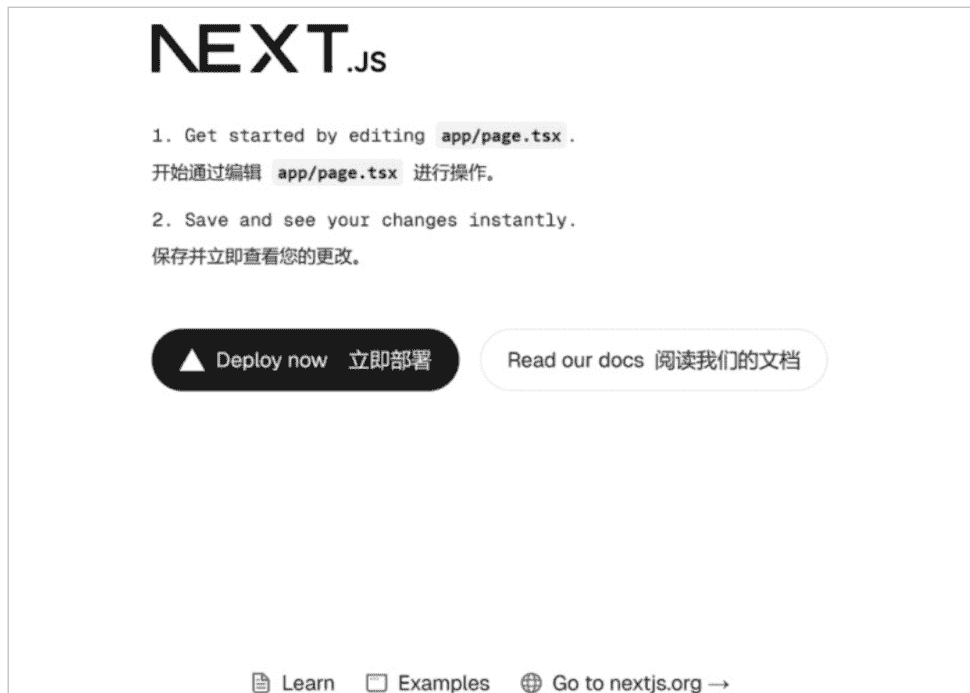 NEXT.JS
1. Get started by editing app/page.tsx.
开始通过编辑 app/page.tsx 进行操作。
2. Save and see your changes instantly.
保存并立即查看您的更改。
Deploy now 立即部署 Read our docs 阅读我们的文档
Learn Examples Go to nextjs.org →